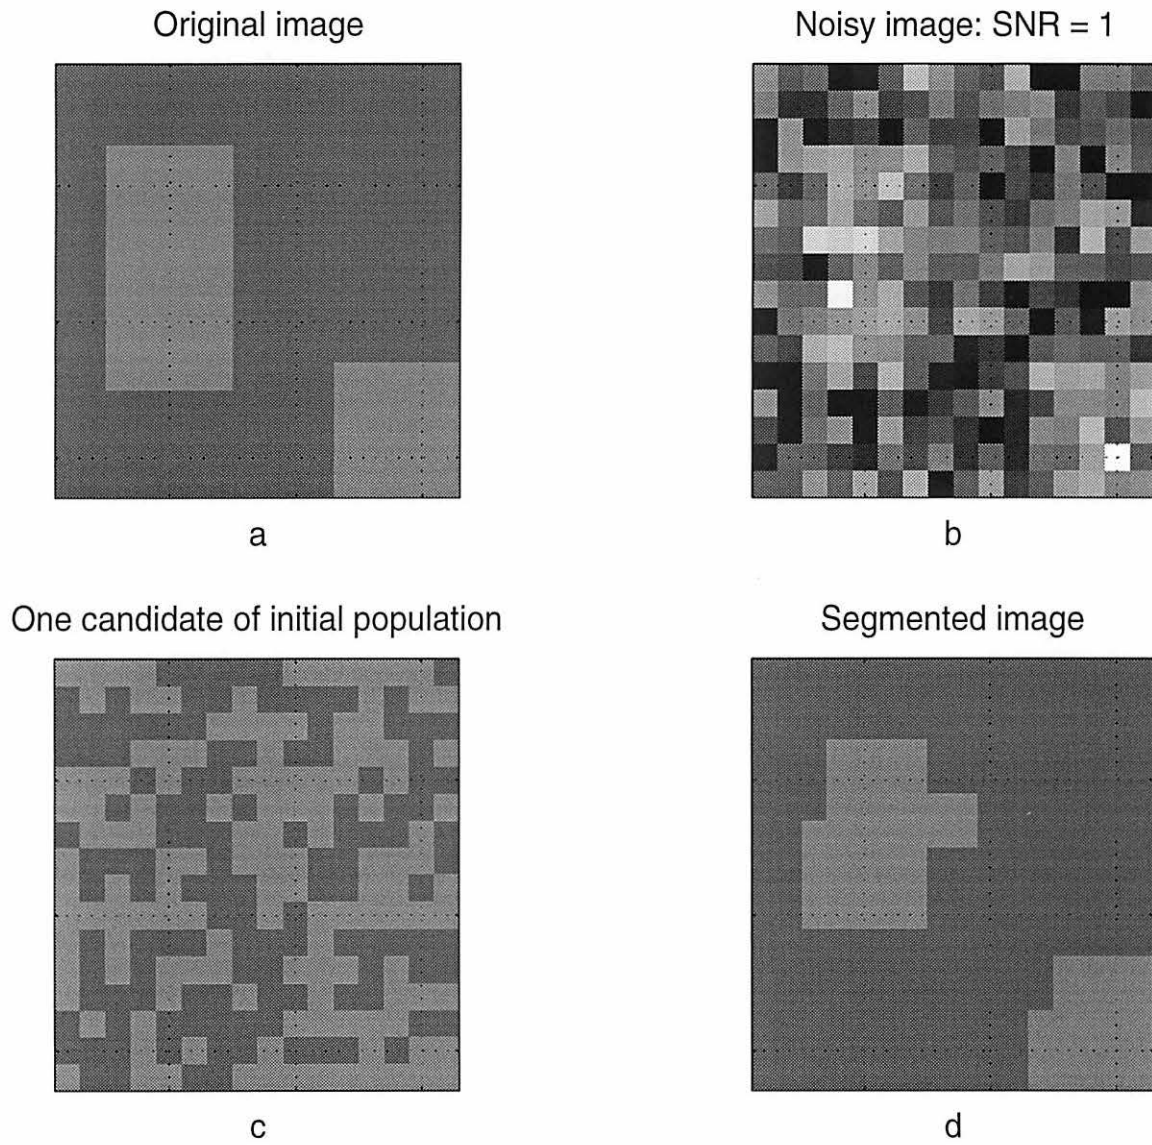 Original image
Noisy image: SNR = 1
a
b
One candidate of initial population
Segmented image
c
d